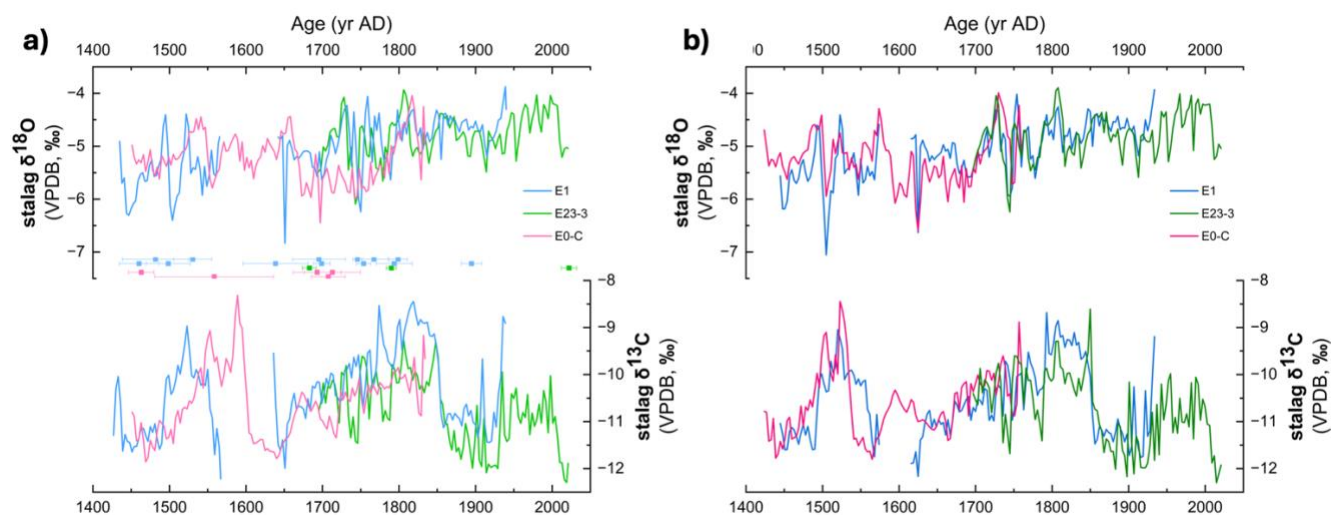 a)
Age (yr AD)
1400 1500 1600 1700 1800 1900 2000
−4
−5
−6
−7
stalag δ18O
(VPDB, ‰)
E1
E23-3
E0-C
−8
−9
−10
−11
−12
stalag δ13C
(VPDB, ‰)
1400 1500 1600 1700 1800 1900 2000
b)
Age (yr AD)
00 1500 1600 1700 1800 1900 2000
−4
−5
−6
−7
stalag δ18O
(VPDB, ‰)
E1
E23-3
E0-C
−8
−9
−10
−11
−12
stalag δ13C
(VPDB, ‰)
1400 1500 1600 1700 1800 1900 2000